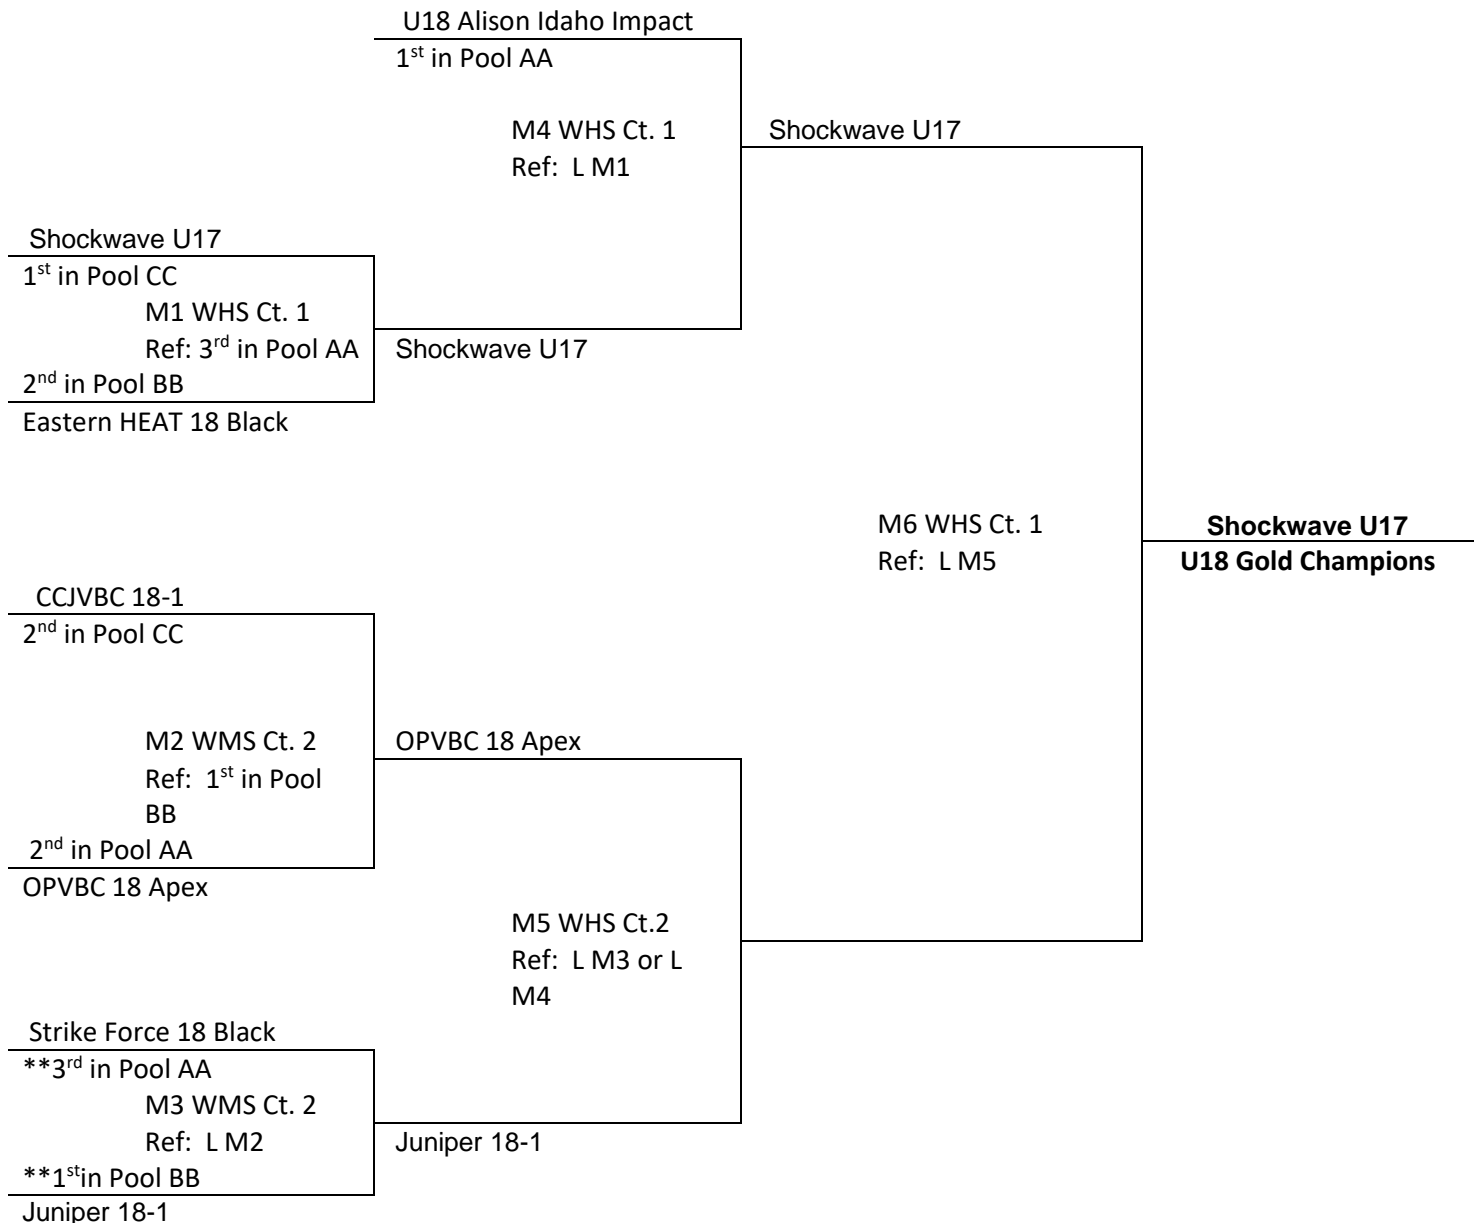 U18 Alison Idaho Impact
1st in Pool AA
M4 WHS Ct. 1
Ref: L M1
Shockwave U17
Shockwave U17
1st in Pool CC
M1 WHS Ct. 1
Ref: 3rd in Pool AA
Shockwave U17
2nd in Pool BB
Eastern HEAT 18 Black
M6 WHS Ct. 1
Ref: L M5
Shockwave U17
U18 Gold Champions
CCJVBC 18-1
2nd in Pool CC
M2 WMS Ct. 2
Ref: 1st in Pool
BB
OPVBC 18 Apex
2nd in Pool AA
OPVBC 18 Apex
M5 WHS Ct.2
Ref: L M3 or L
M4
Strike Force 18 Black
**3rd in Pool AA
M3 WMS Ct. 2
Ref: L M2
Juniper 18-1
**1stin Pool BB
Juniper 18-1